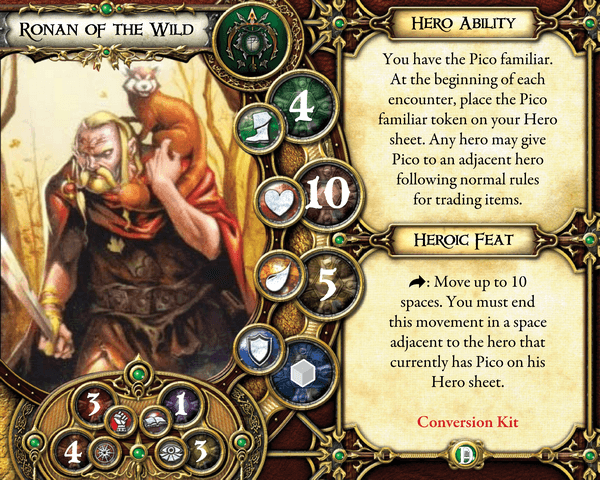 Ronan of the Wild
4
10
5
3
1
4
3
Hero Ability
You have the Pico familiar.
At the beginning of each
encounter, place the Pico
familiar token on your Hero
sheet. Any hero may give
Pico to an adjacent hero
following normal rules
for trading items.
Heroic Feat
: Move up to 10
spaces. You must end
this movement in a space
adjacent to the hero that
currently has Pico on his
Hero sheet.
Conversion Kit
D